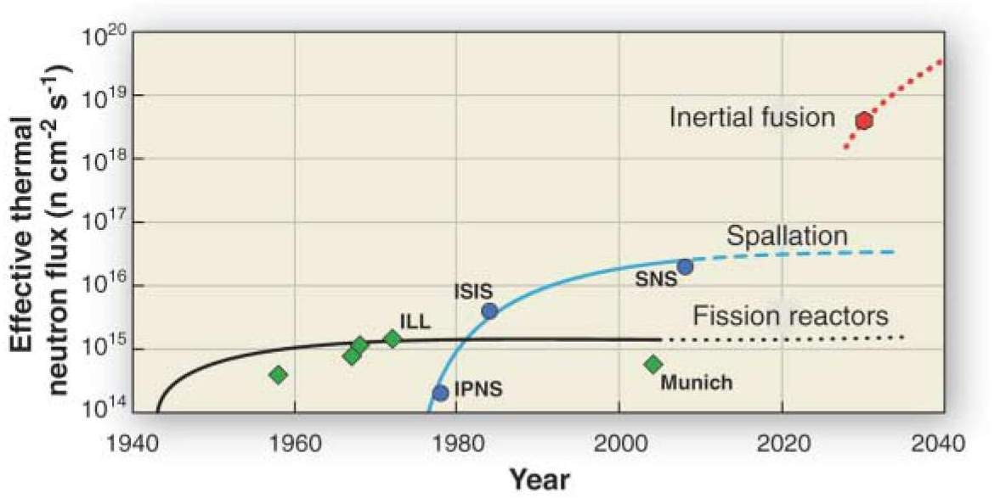 10²⁰
10¹⁹
10¹⁸
10¹⁷
10¹⁶
10¹⁵
10¹⁴
Effective thermal
neutron flux (n cm⁻² s⁻¹)
Inertial fusion
Spallation
SNS
ISIS
Fission reactors
ILL
IPNS
Munich
1940
1960
1980
2000
2020
2040
Year